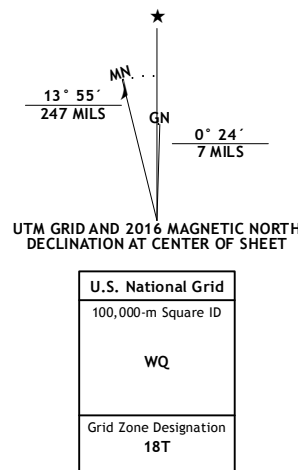 ★
MN
GN
13° 55´
247 MILS
0° 24´
7 MILS
UTM GRID AND 2016 MAGNETIC NORTH
DECLINATION AT CENTER OF SHEET
U.S. National Grid
100,000-m Square ID
WQ
Grid Zone Designation
18T